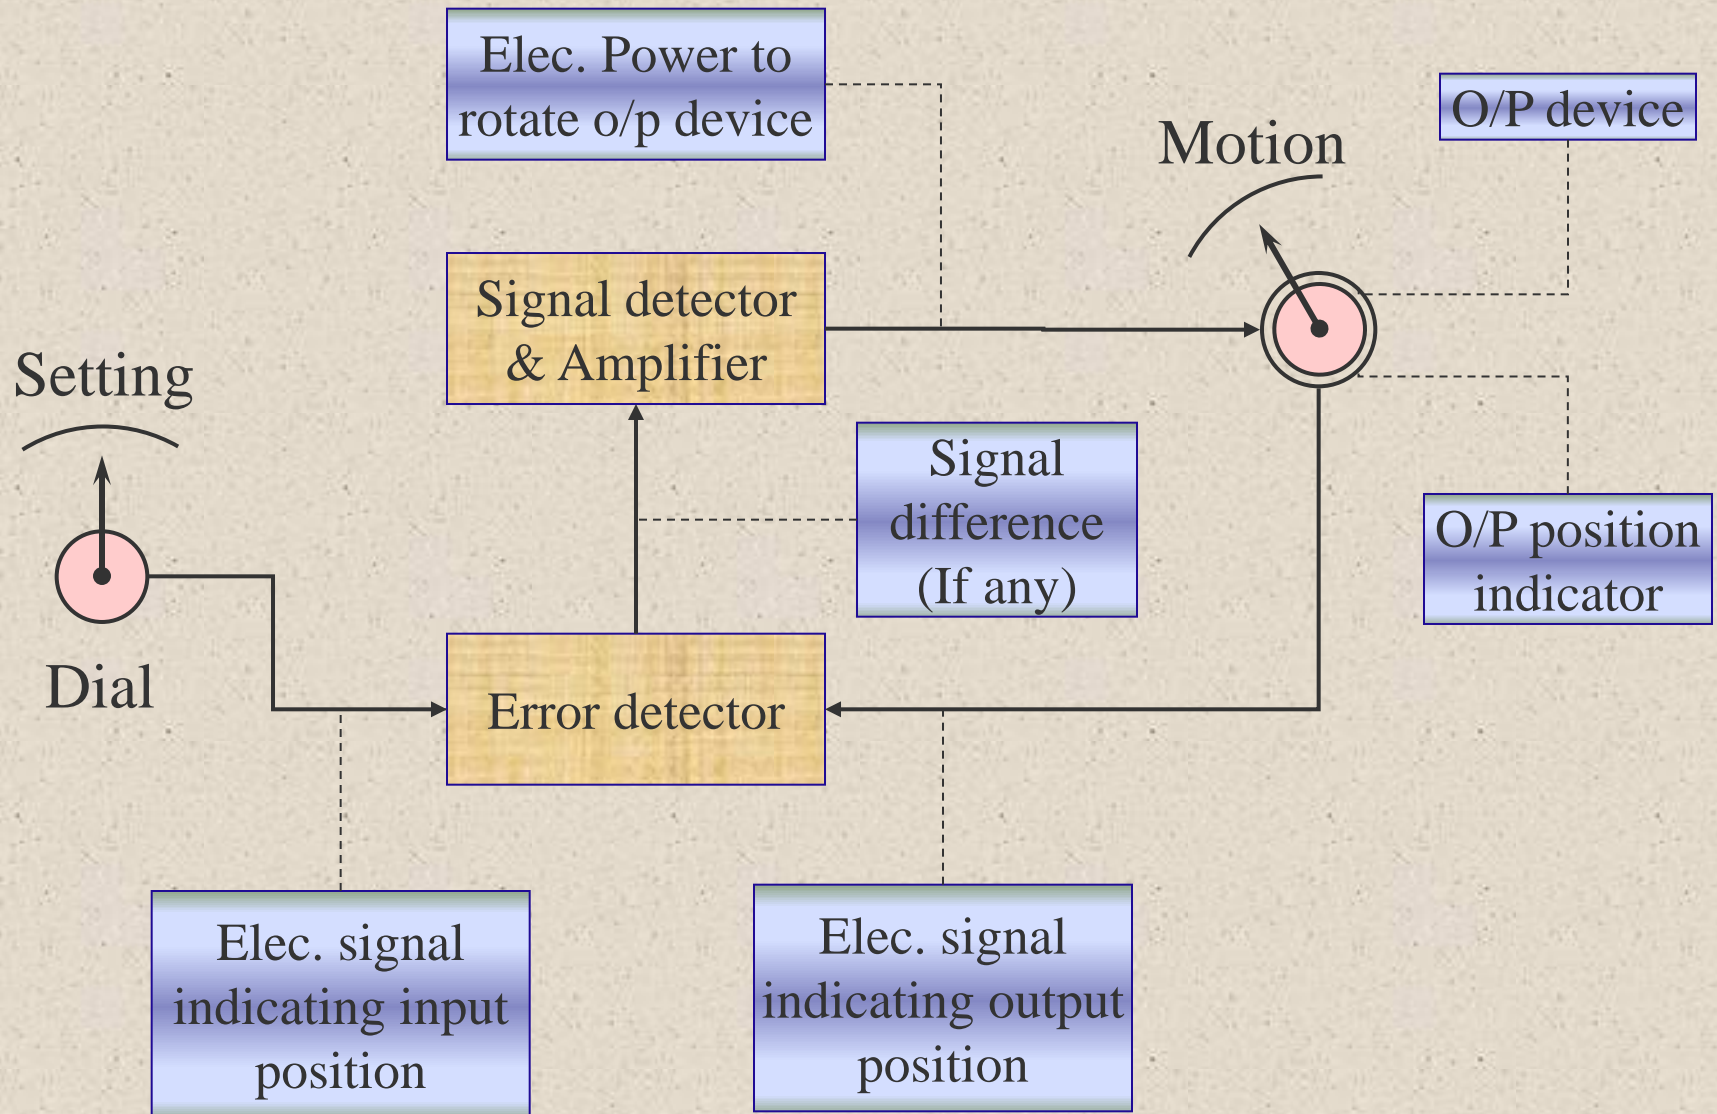 Elec. Power to
rotate o/p device
O/P device
Motion
Signal detector
& Amplifier
Setting
Signal
difference
(If any)
O/P position
indicator
Dial
Error detector
Elec. signal
indicating input
position
Elec. signal
indicating output
position